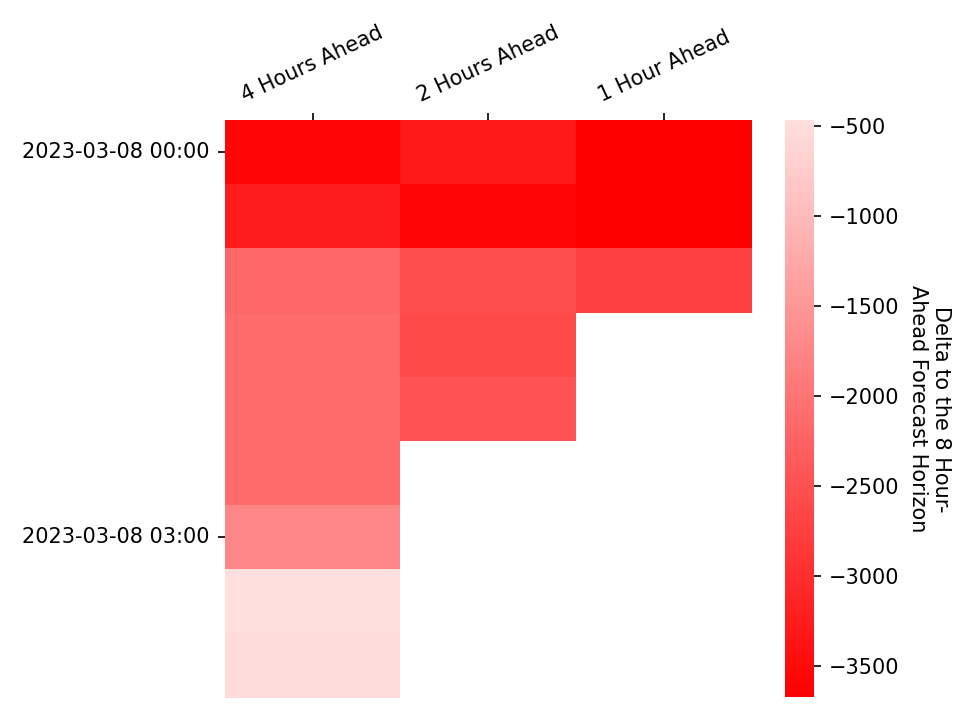 4 Hours Ahead
2 Hours Ahead
1 Hour Ahead
2023-03-08 00:00
2023-03-08 03:00
−500
−1000
−1500
−2000
−2500
−3000
−3500
Delta to the 8 Hour-
Ahead Forecast Horizon